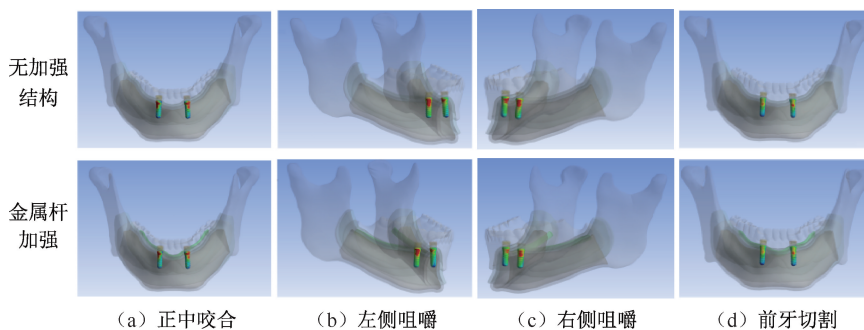 无加强
结构
金属杆
加强
（a）正中咬合
（b）左侧咀嚼
（c）右侧咀嚼
（d）前牙切割